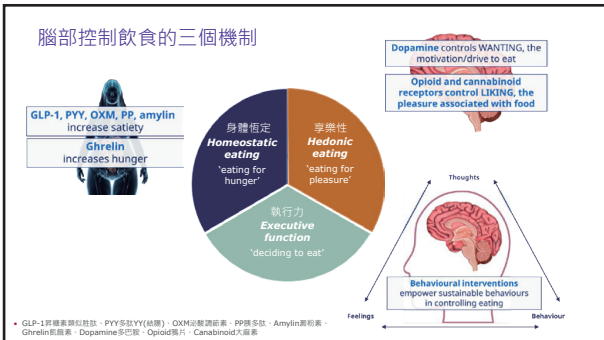 腦部控制飲食的三個機制
GLP-1, PYY, OXM, PP, amylin
increase satiety
Ghrelin
increases hunger
身體恆定
Homeostatic
eating
'eating for
hunger'
享樂性
Hedonic
eating
'eating for
pleasure'
執行力
Executive
function
'deciding to eat'
Dopamine controls WANTING, the
motivation/drive to eat
Opioid and cannabinoid
receptors control LIKING, the
pleasure associated with food
Thoughts
Behavioural interventions
empower sustainable behaviours
in controlling eating
Feelings
Behaviour
• GLP-1昇糖素類似胜肽、PYY多肽YY(結腸)、OXM泌酸調節素、PP胰多肽、Amylin澱粉素、
Ghrelin飢餓素、Dopamine多巴胺、Opioid鴉片、Canabinoid大麻素